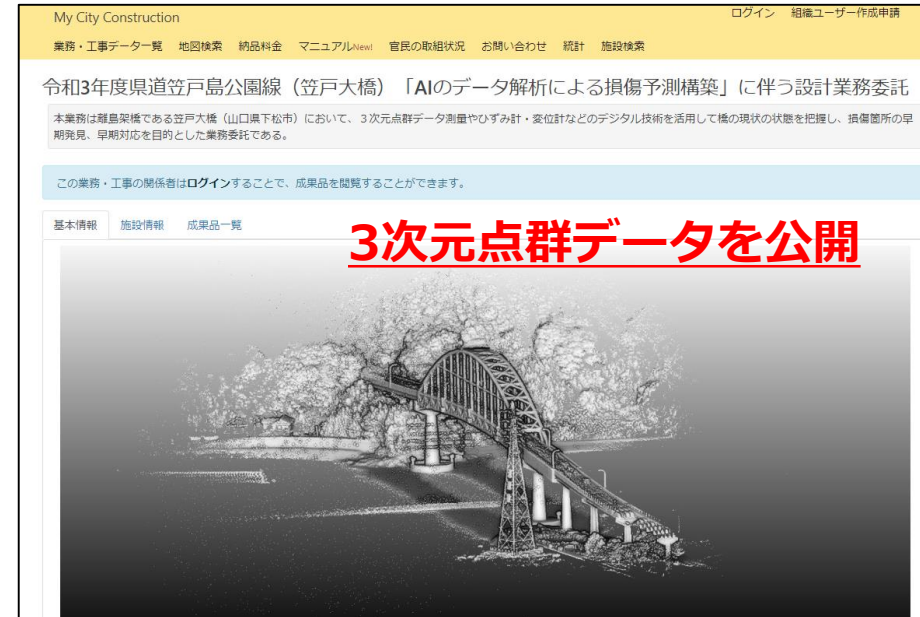 My City Construction
ログイン 組織ユーザー作成申請
業務・工事データ一覧 地図検索 納品料金 マニュアルNew! 官民の取組状況 お問い合わせ 統計 施設検索
令和3年度県道笠戸島公園線（笠戸大橋）「AIのデータ解析による損傷予測構築」に伴う設計業務委託
本業務は離島架橋である笠戸大橋（山口県下松市）において、３次元点群データ測量やひずみ計・変位計などのデジタル技術を活用して橋の現状の状態を把握し、損傷箇所の早
期発見、早期対応を目的とした業務委託である。
この業務・工事の関係者はログインすることで、成果品を閲覧することができます。
基本情報 施設情報 成果品一覧
3次元点群データを公開